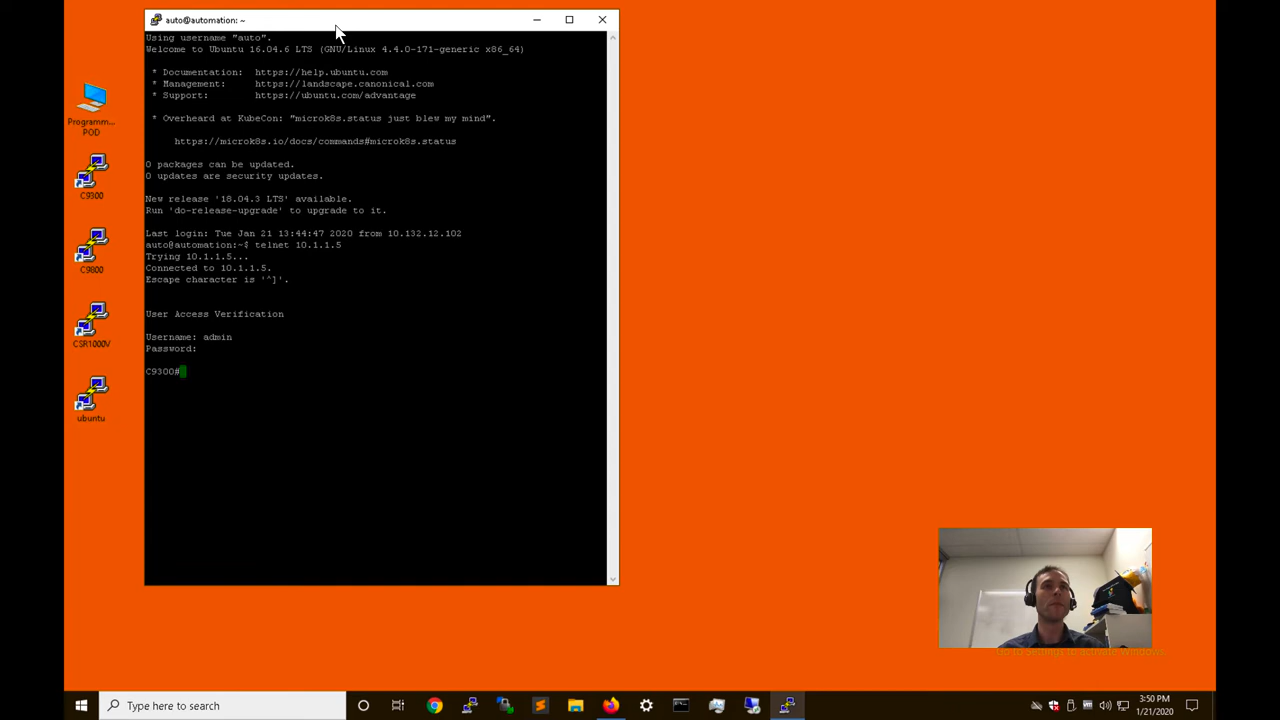 auto@automation: ~
Using username "auto".
Welcome to Ubuntu 16.04.6 LTS (GNU/Linux 4.4.0-171-generic x86_64)
* Documentation:  https://help.ubuntu.com
* Management:     https://landscape.canonical.com
* Support:        https://ubuntu.com/advantage
* Overheard at KubeCon: "microk8s.status just blew my mind".
https://microk8s.io/docs/commands#microk8s.status
0 packages can be updated.
0 updates are security updates.
New release '18.04.3 LTS' available.
Run 'do-release-upgrade' to upgrade to it.
Last login: Tue Jan 21 13:44:47 2020 from 10.132.12.102
auto@automation:~$ telnet 10.1.1.5
Trying 10.1.1.5...
Connected to 10.1.1.5.
Escape character is '^]'.
User Access Verification
Username: admin
Password:
C9300#
Programm...
POD
C9300
C9800
CSR1000V
ubuntu
Go to Settings to activate Windows.
Type here to search
3:50 PM
1/21/2020